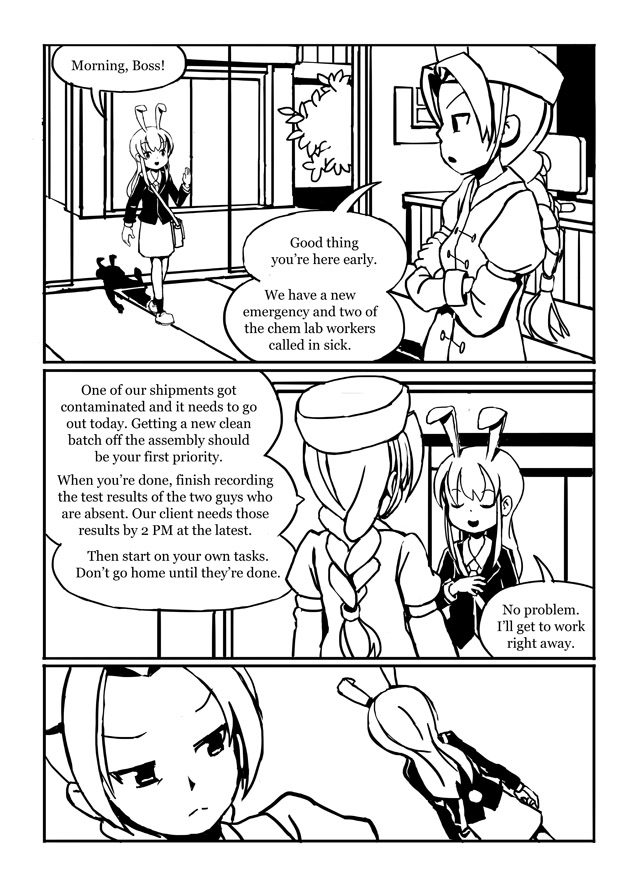 Morning, Boss!
Good thing
you're here early.
We have a new
emergency and two of
the chem lab workers
called in sick.
One of our shipments got
contaminated and it needs to go
out today. Getting a new clean
batch off the assembly should
be your first priority.
When you're done, finish recording
the test results of the two guys who
are absent. Our client needs those
results by 2 PM at the latest.
Then start on your own tasks.
Don't go home until they're done.
No problem.
I'll get to work
right away.